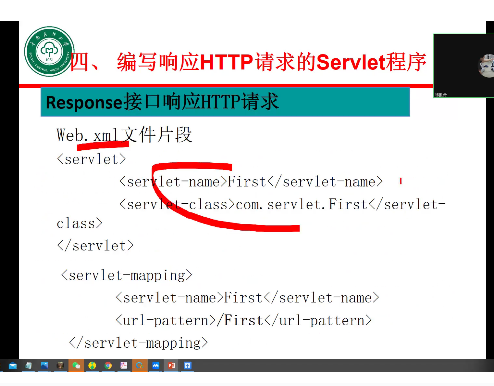 四、 编写响应HTTP请求的Servlet程序
Response接口响应HTTP请求
Web.xml文件片段
<servlet>
<servlet-name>First</servlet-name>
<servlet-class>com.servlet.First</servlet-
class>
</servlet>
<servlet-mapping>
<servlet-name>First</servlet-name>
<url-pattern>/First</url-pattern>
</servlet-mapping>